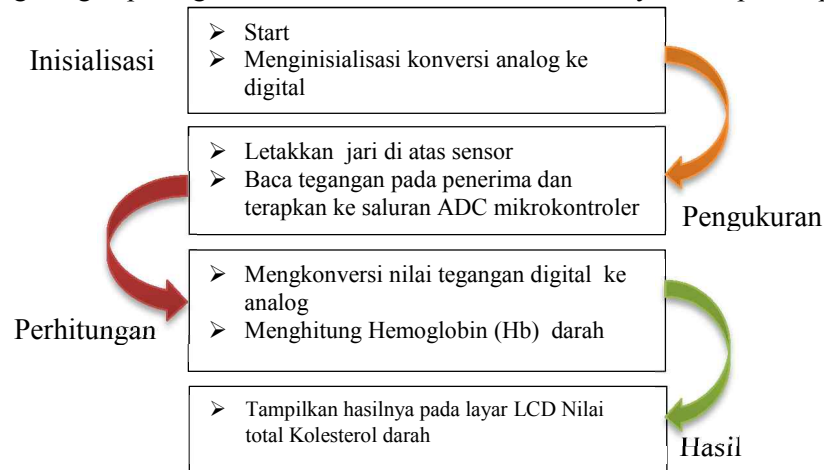 Inisialisasi
➢ Start
➢ Menginisialisasi konversi analog ke
digital
➢ Letakkan jari di atas sensor
➢ Baca tegangan pada penerima dan
terapkan ke saluran ADC mikrokontroler
Pengukuran
Perhitungan
➢ Mengkonversi nilai tegangan digital ke
analog
➢ Menghitung Hemoglobin (Hb) darah
➢ Tampilkan hasilnya pada layar LCD Nilai
total Kolesterol darah
Hasil